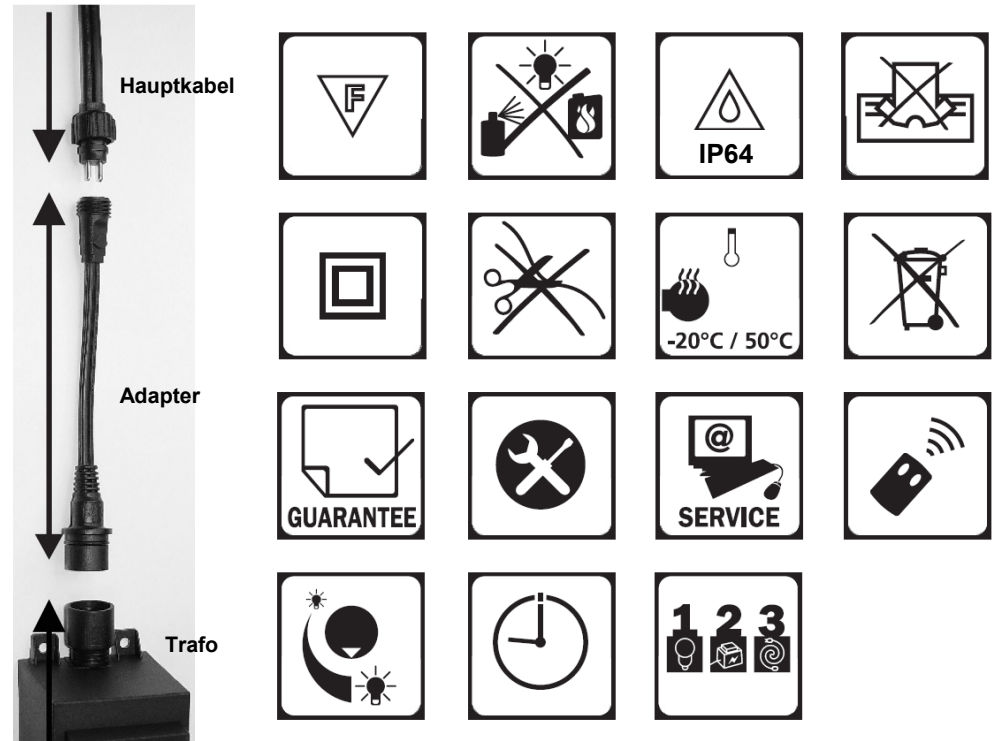 Hauptkabel
Adapter
Trafo
F
IP64
-20°C / 50°C
GUARANTEE
@
SERVICE
1 2 3